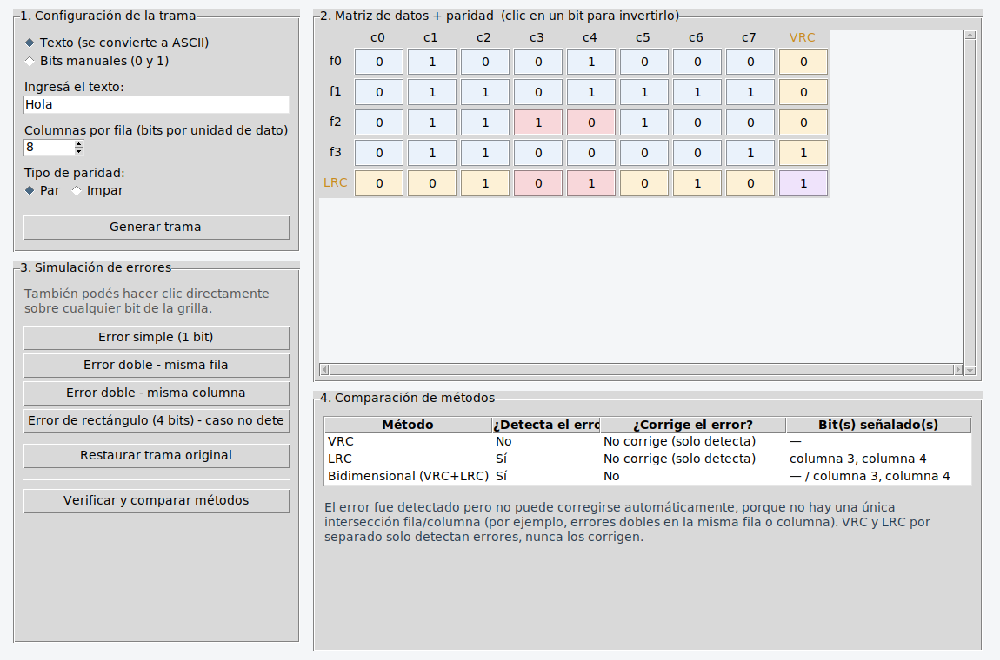 1. Configuración de la trama
Texto (se convierte a ASCII)
Bits manuales (0 y 1)
Ingresá el texto:
Hola
Columnas por fila (bits por unidad de dato)
8
Tipo de paridad:
Par Impar
Generar trama
3. Simulación de errores
También podés hacer clic directamente
sobre cualquier bit de la grilla.
Error simple (1 bit)
Error doble - misma fila
Error doble - misma columna
Error de rectángulo (4 bits) - caso no dete
Restaurar trama original
Verificar y comparar métodos
2. Matriz de datos + paridad (clic en un bit para invertirlo)
c0 c1 c2 c3 c4 c5 c6 c7 VRC
f0 0 1 0 0 1 0 0 0 0
f1 0 1 1 0 1 1 1 1 0
f2 0 1 1 1 0 1 0 0 0
f3 0 1 1 0 0 0 0 1 1
LRC 0 0 1 0 1 0 1 0 1
4. Comparación de métodos
Método ¿Detecta el errc ¿Corrige el error? Bit(s) señalado(s)
VRC No No corrige (solo detecta) —
LRC Sí No corrige (solo detecta) columna 3, columna 4
Bidimensional (VRC+LRC) Sí No — / columna 3, columna 4
El error fue detectado pero no puede corregirse automáticamente, porque no hay una única
intersección fila/columna (por ejemplo, errores dobles en la misma fila o columna). VRC y LRC por
separado solo detectan errores, nunca los corrigen.